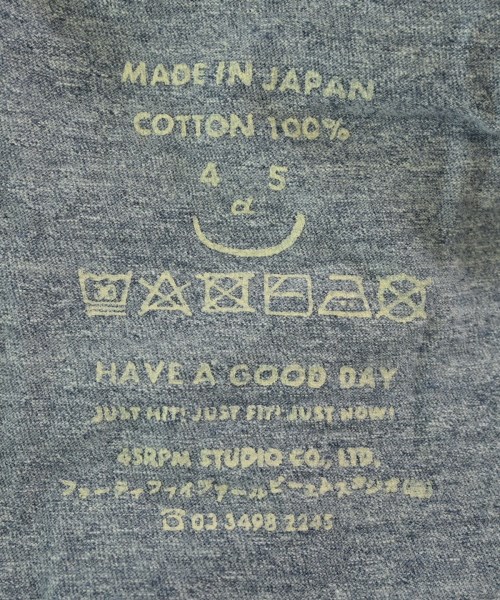 MADE IN JAPAN
COTTON 100%
4 5
α
HAVE A GOOD DAY
JUST HIT! JUST FIT! JUST NOW!
45RPM STUDIO CO., LTD.
フォーティファイヴアールピーエムスタジオ(株)
☎03 3498 2245